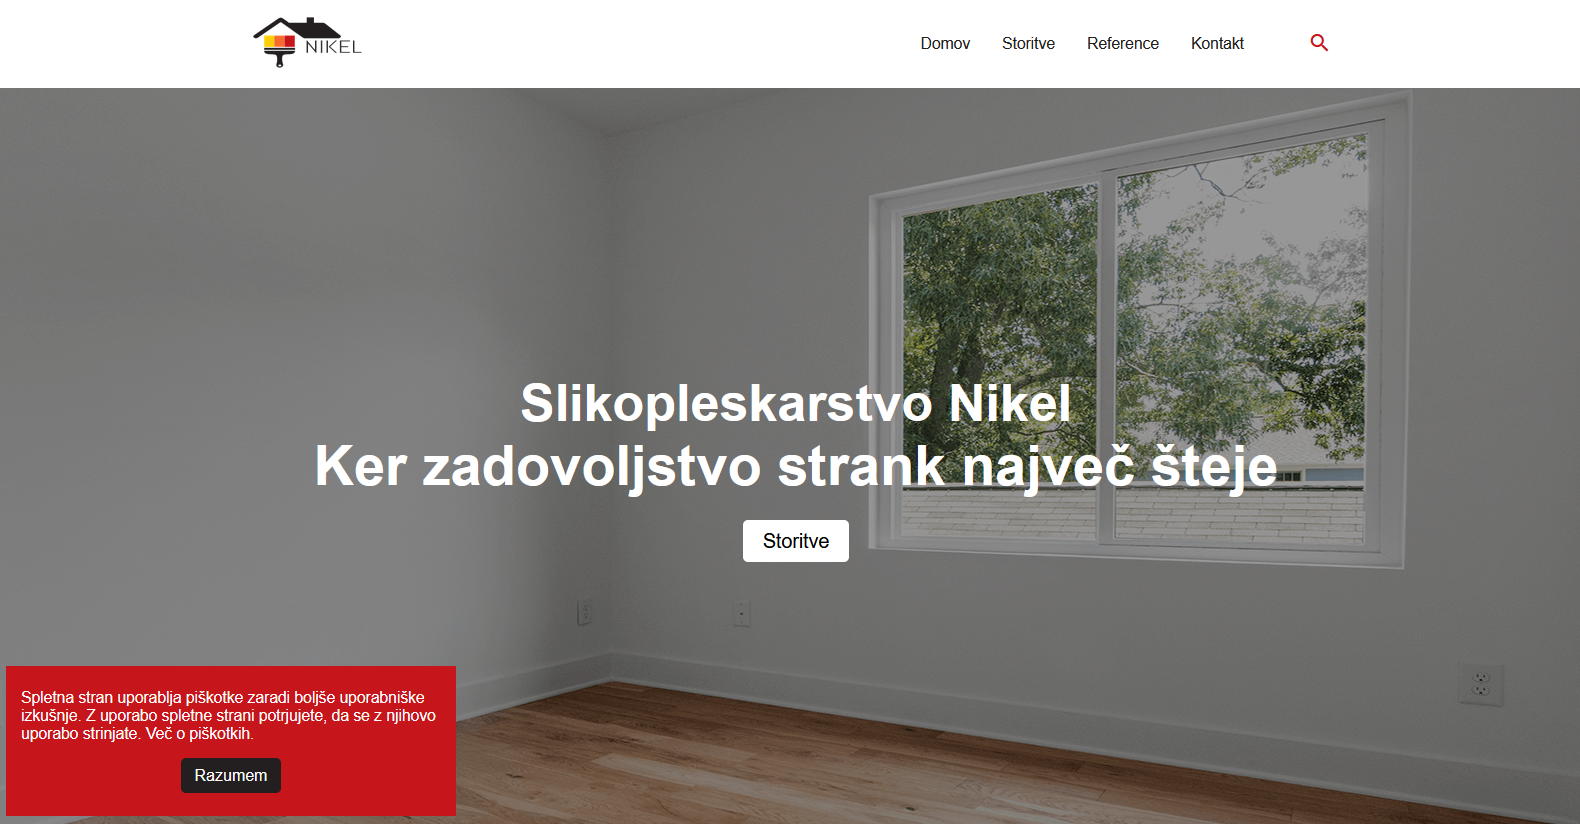 NIKEL
Domov
Storitve
Reference
Kontakt
Slikopleskarstvo Nikel
Ker zadovoljstvo strank največ šteje
Storitve
Spletna stran uporablja piškotke zaradi boljše uporabniške
izkušnje. Z uporabo spletne strani potrjujete, da se z njihovo
uporabo strinjate. Več o piškotkih.
Razumem